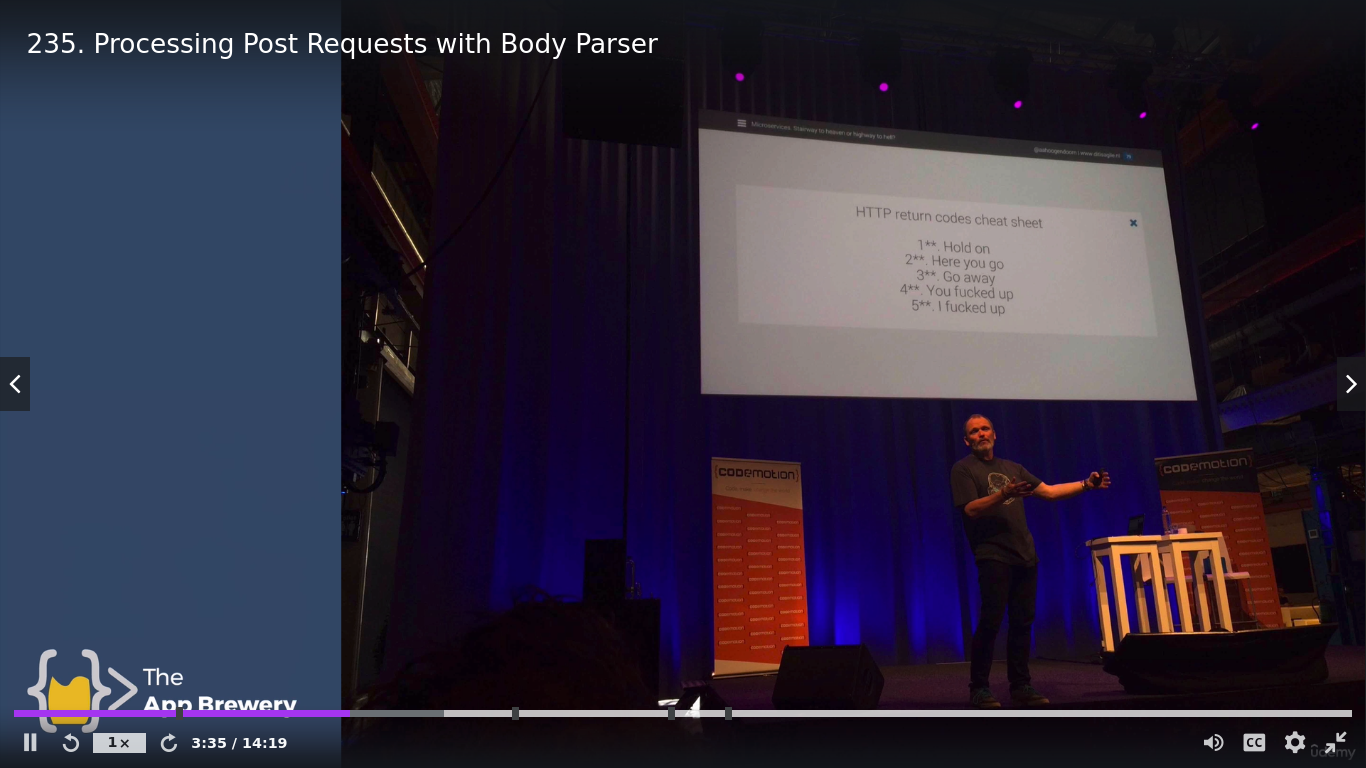 235. Processing Post Requests with Body Parser
Microservices. Stairway to heaven or highway to hell?
HTTP return codes cheat sheet
1**. Hold on
2**. Here you go
3**. Go away
4**. You fucked up
5**. I fucked up
CODEMOTION
CODEMOTION
The
App Brewery
1×
3:35 / 14:19
CC
ûdemy